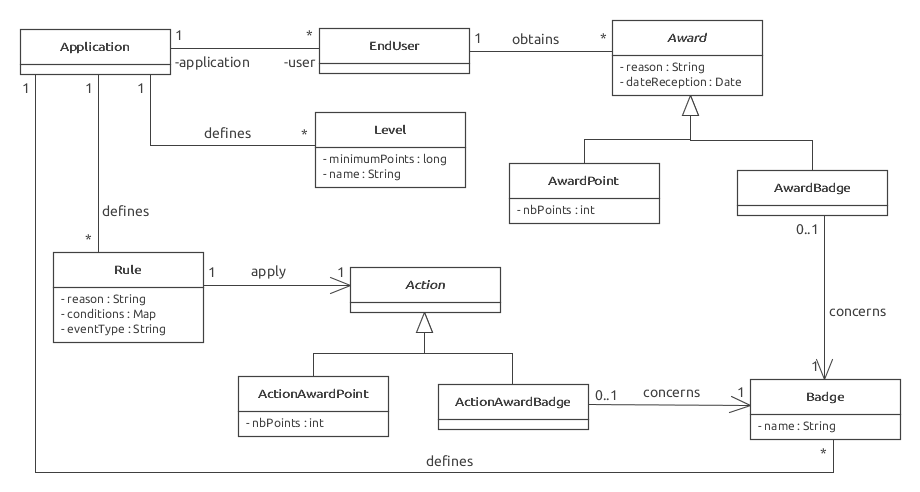 Application
1
-application
*
-user
EndUser
1
obtains
*
Award
- reason : String
- dateReception : Date
1
1
1
defines
*
Level
- minimumPoints : long
- name : String
AwardPoint
- nbPoints : int
AwardBadge
0..1
defines
*
Rule
- reason : String
- conditions : Map
- eventType : String
1
apply
1
Action
concerns
1
ActionAwardPoint
- nbPoints : int
ActionAwardBadge
0..1
concerns
1
Badge
- name : String
defines
*